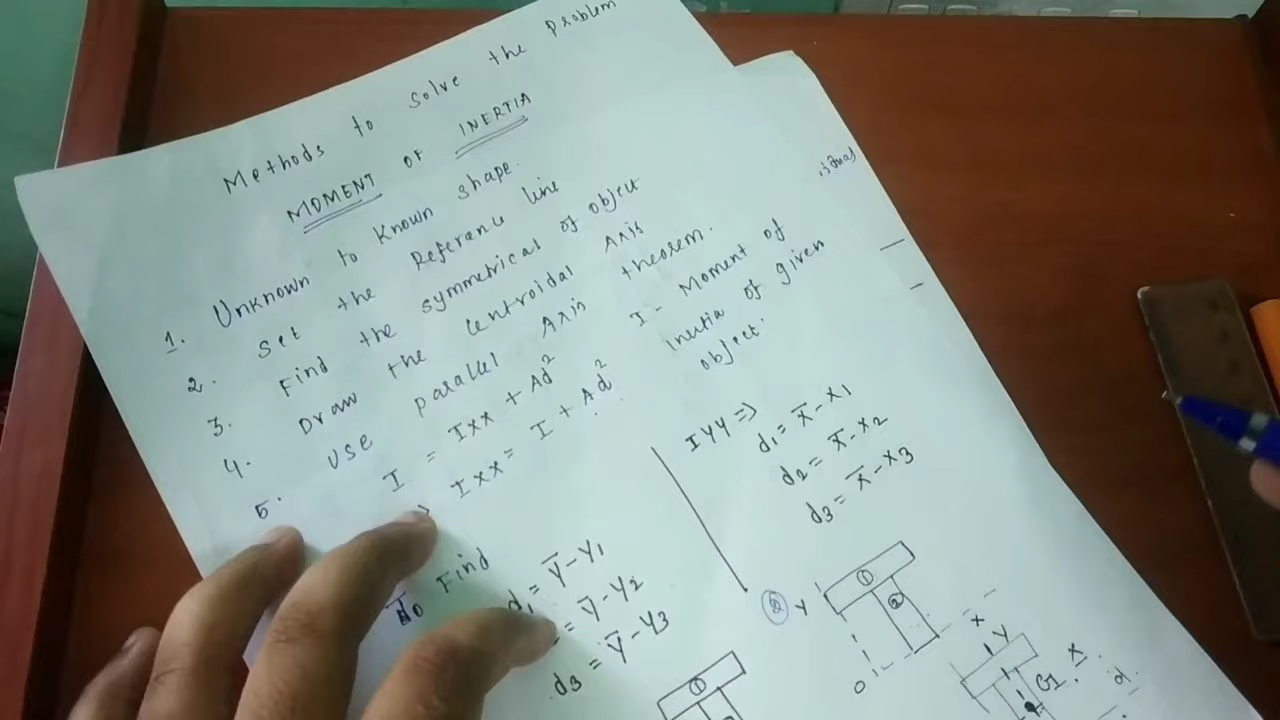 Methods to solve the problem
MOMENT OF INERTIA
1. Unknown to known shape.
2. Set the Referance line
3. Find the symmetrical of object
4. Draw the centroidal Axis
5. Use parallel Axis theorem.
I = Ixx + Ad²
Ixx = I + Ad²
I - Moment of
Inertia of given
object.
To Find
d₁ = y̅ - y₁
= y̅ - y₂
d₃ = y̅ - y₃
IYY =>
d₁ = x̅ - x₁
d₂ = x̅ - x₂
d₃ = x̅ - x₃
①
② Y
①
②
O
X
Y
G1
X